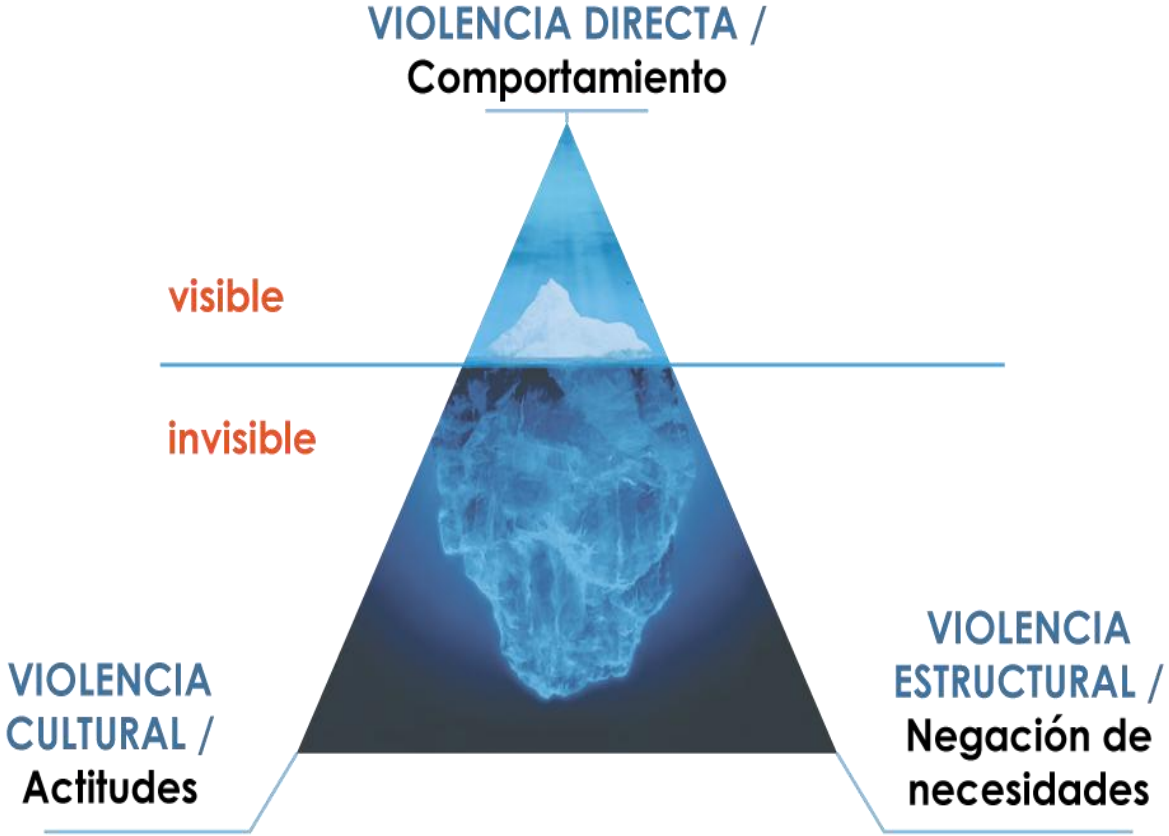 VIOLENCIA DIRECTA /
Comportamiento
visible
invisible
VIOLENCIA
CULTURAL /
Actitudes
VIOLENCIA
ESTRUCTURAL /
Negación de
necesidades